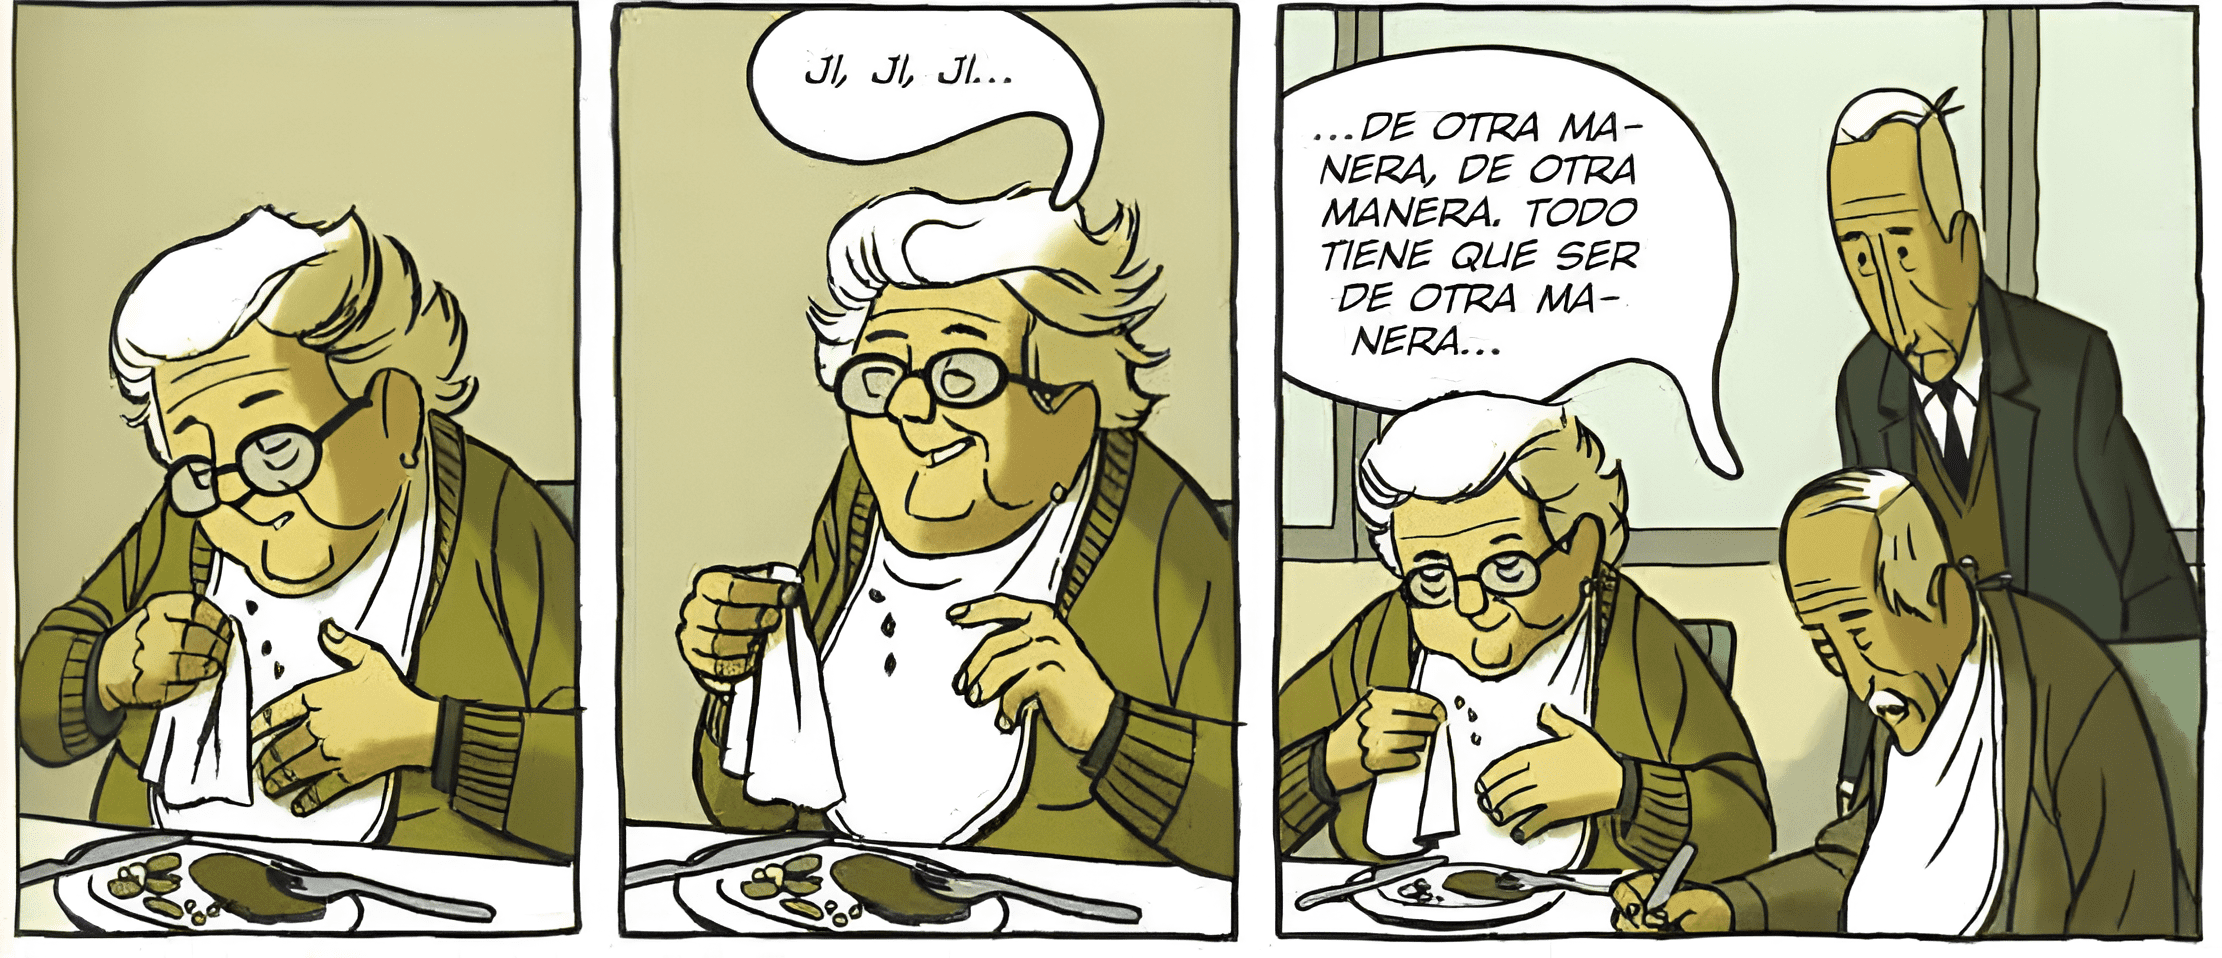 JI, JI, JI...
...DE OTRA MA-
NERA, DE OTRA
MANERA. TODO
TIENE QUE SER
DE OTRA MA-
NERA...